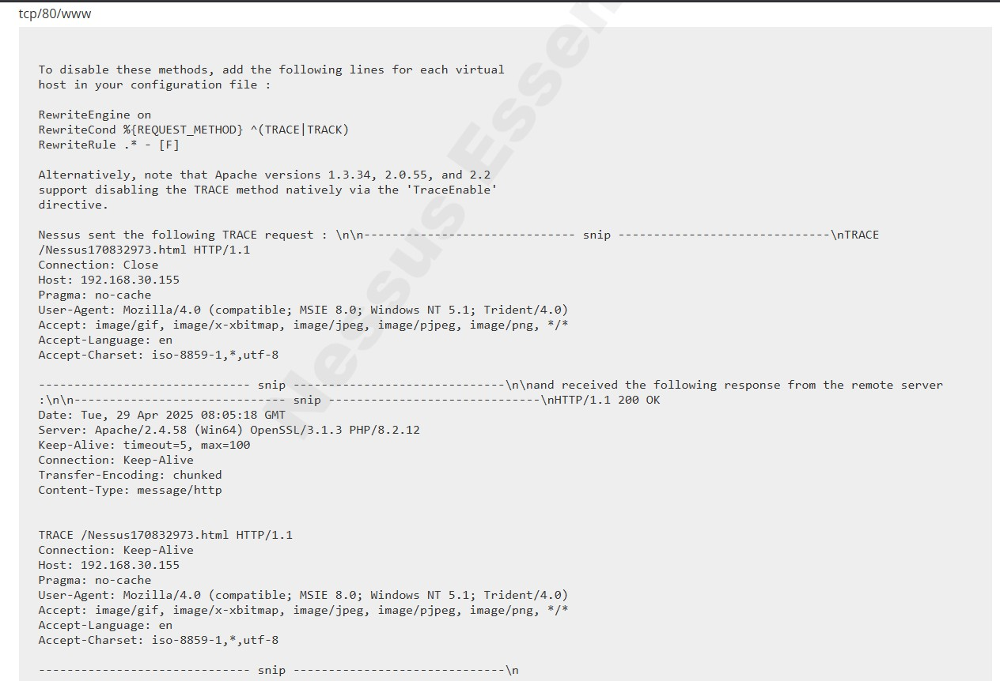 tcp/80/www
To disable these methods, add the following lines for each virtual
host in your configuration file :
RewriteEngine on
RewriteCond %{REQUEST_METHOD} ^(TRACE|TRACK)
RewriteRule .* - [F]
Alternatively, note that Apache versions 1.3.34, 2.0.55, and 2.2
support disabling the TRACE method natively via the 'TraceEnable'
directive.
Nessus sent the following TRACE request : \n\n------------------------------ snip ------------------------------\nTRACE
/Nessus170832973.html HTTP/1.1
Connection: Close
Host: 192.168.30.155
Pragma: no-cache
User-Agent: Mozilla/4.0 (compatible; MSIE 8.0; Windows NT 5.1; Trident/4.0)
Accept: image/gif, image/x-xbitmap, image/jpeg, image/pjpeg, image/png, */*
Accept-Language: en
Accept-Charset: iso-8859-1,*,utf-8
------------------------------ snip ------------------------------\n\nand received the following response from the remote server
:\n\n------------------------------ snip ------------------------------\nHTTP/1.1 200 OK
Date: Tue, 29 Apr 2025 08:05:18 GMT
Server: Apache/2.4.58 (Win64) OpenSSL/3.1.3 PHP/8.2.12
Keep-Alive: timeout=5, max=100
Connection: Keep-Alive
Transfer-Encoding: chunked
Content-Type: message/http
TRACE /Nessus170832973.html HTTP/1.1
Connection: Keep-Alive
Host: 192.168.30.155
Pragma: no-cache
User-Agent: Mozilla/4.0 (compatible; MSIE 8.0; Windows NT 5.1; Trident/4.0)
Accept: image/gif, image/x-xbitmap, image/jpeg, image/pjpeg, image/png, */*
Accept-Language: en
Accept-Charset: iso-8859-1,*,utf-8
------------------------------ snip ------------------------------\n
Nessus Essen